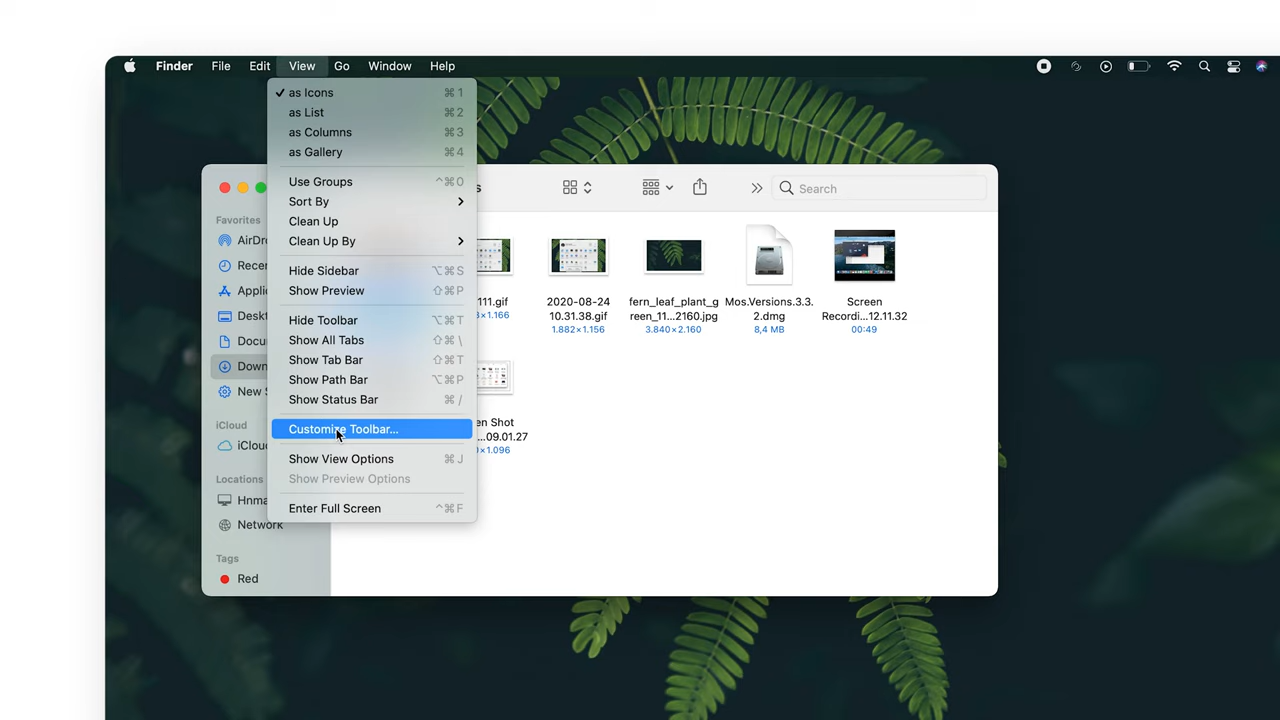 Finder File Edit View Go Window Help
as Icons ⌘1
as List ⌘2
as Columns ⌘3
as Gallery ⌘4
Use Groups ^⌘0
Sort By
Clean Up
Clean Up By
Hide Sidebar ⌥⌘S
Show Preview ⇧⌘P
Hide Toolbar ⌥⌘T
Show All Tabs ⇧⌘\
Show Tab Bar ⇧⌘T
Show Path Bar ⌥⌘P
Show Status Bar ⌘/
Customize Toolbar...
Show View Options ⌘J
Show Preview Options
Enter Full Screen ^⌘F
Search
Favorites
AirDr
Recen
Applic
Deskt
Docu
Down
New S
iCloud
iCloud
Locations
Hnma
Network
Tags
Red
111.gif
×1.166
2020-08-24
10.31.38.gif
1.882×1.156
fern_leaf_plant_g
reen_11...2160.jpg
3.840×2.160
Mos.Versions.3.3.
2.dmg
8,4 MB
Screen
Recordi...12.11.32
00:49
en Shot
...09.01.27
×1.096